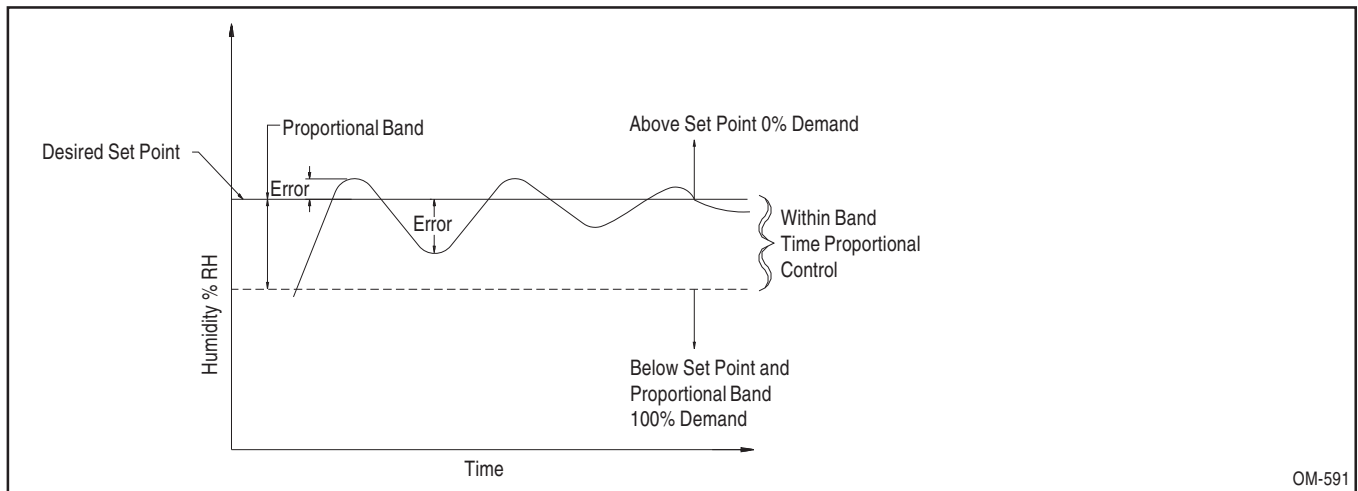 Proportional Band
Above Set Point 0% Demand
Desired Set Point
Error
Error
Within Band
Time Proportional
Control
Humidity % RH
Below Set Point and
Proportional Band
100% Demand
Time
OM-591